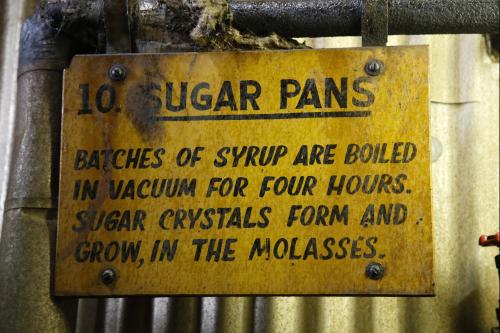 10. SUGAR PANS
BATCHES OF SYRUP ARE BOILED
IN VACUUM FOR FOUR HOURS.
SUGAR CRYSTALS FORM AND
GROW, IN THE MOLASSES.